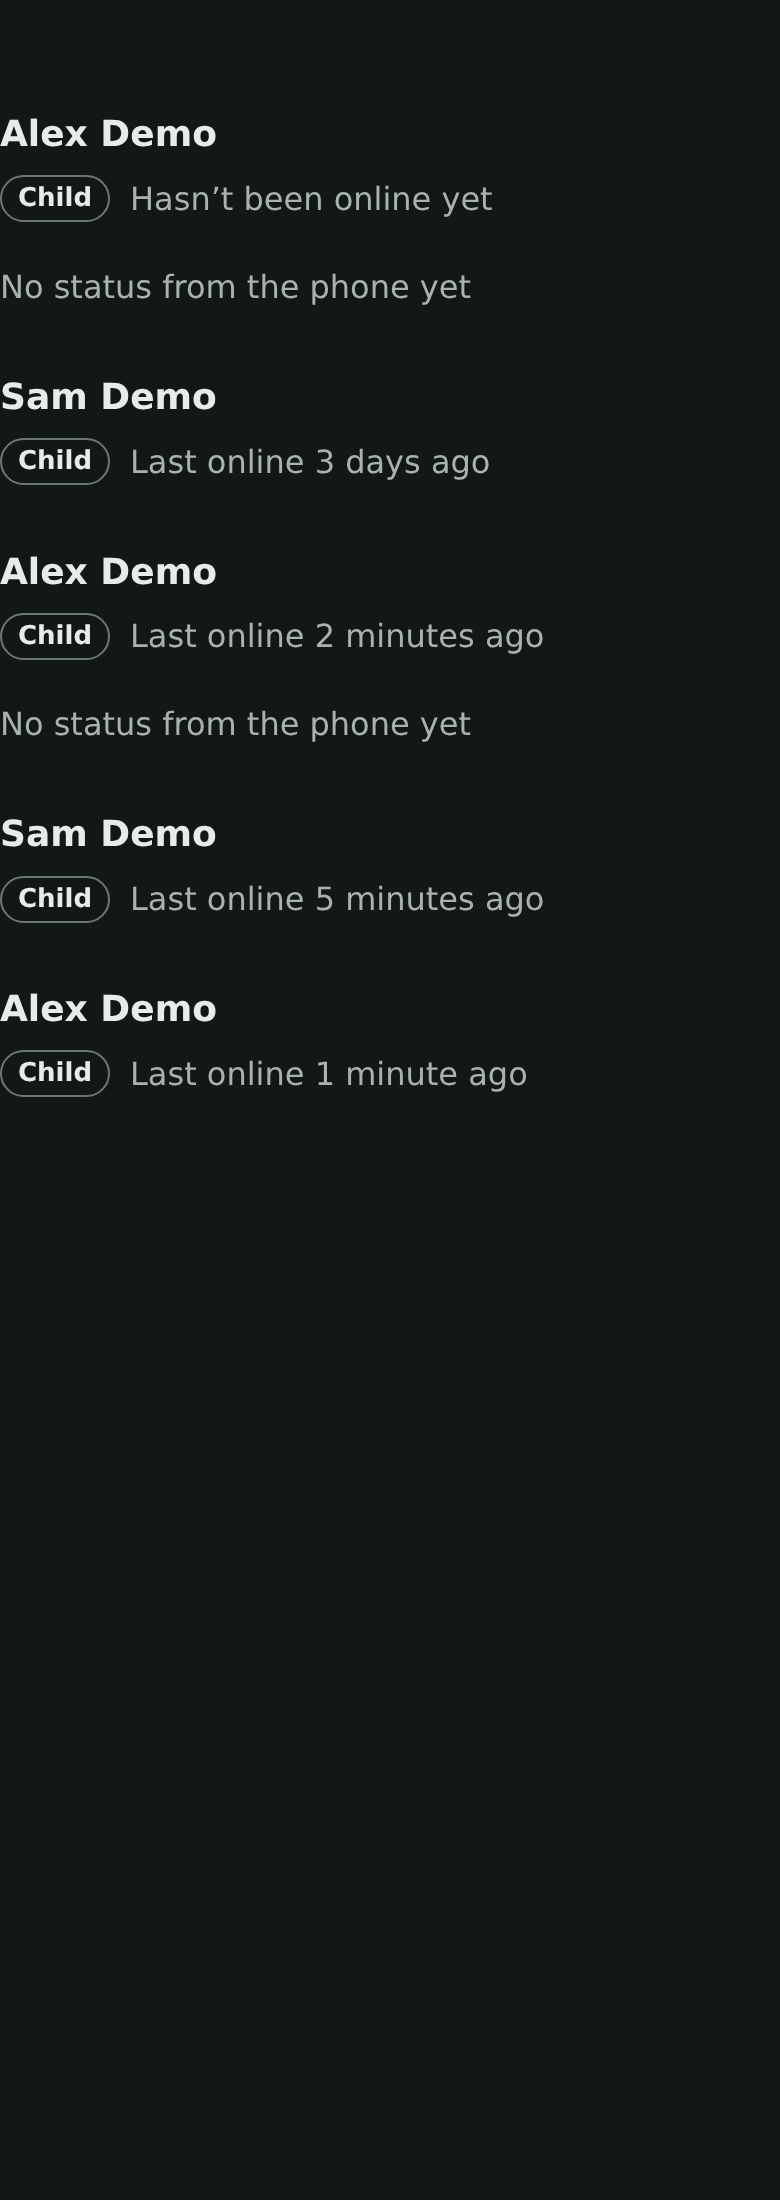 Alex Demo
Child Hasn’t been online yet
No status from the phone yet
Sam Demo
Child Last online 3 days ago
Alex Demo
Child Last online 2 minutes ago
No status from the phone yet
Sam Demo
Child Last online 5 minutes ago
Alex Demo
Child Last online 1 minute ago